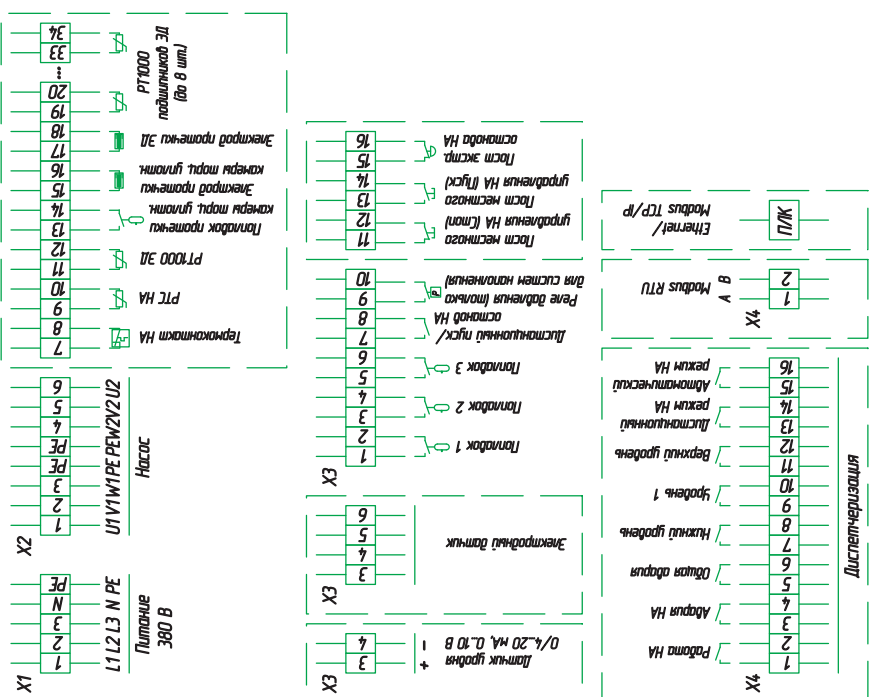 X1
1
2
3
N
PE
L1 L2 L3 N PE
Питание
380 В
X2
1
2
3
PE
PE
4
5
6
U1 V1 W1 PE PE W2 V2 U2
Насос
7
8
Термоконтакт НА
9
10
PTC НА
11
12
PT1000 ЭД
13
14
Поплавок протечки
камеры торц. уплотн.
15
16
Электрод протечки
камеры торц. уплотн.
17
18
Электрод протечки ЭД
19
20
...
33
34
PT1000
подшипников ЭД
(до 8 шт.)
X3
3
4
+
-
Датчик уровня
0/4...20 мА, 0...10 В
X3
3
4
5
6
Электродный датчик
X3
1
2
Поплавок 1
3
4
Поплавок 2
5
6
Поплавок 3
7
8
Дистанционный пуск/
останов НА
9
10
P
Реле давления (только
для систем наполнения)
11
12
Пост местного
управления НА (Стоп)
13
14
Пост местного
управления НА (Пуск)
15
16
Пост экстр.
останова НА
X4
1
2
Работа НА
3
4
Авария НА
5
6
Общая авария
7
8
Нижний уровень
9
10
Уровень 1
11
12
Верхний уровень
13
14
Дистанционный
режим НА
15
16
Автоматический
режим НА
Диспетчеризация
X4
1
2
A
B
Modbus RTU
ПЛК
Ethernet/
Modbus TCP/IP